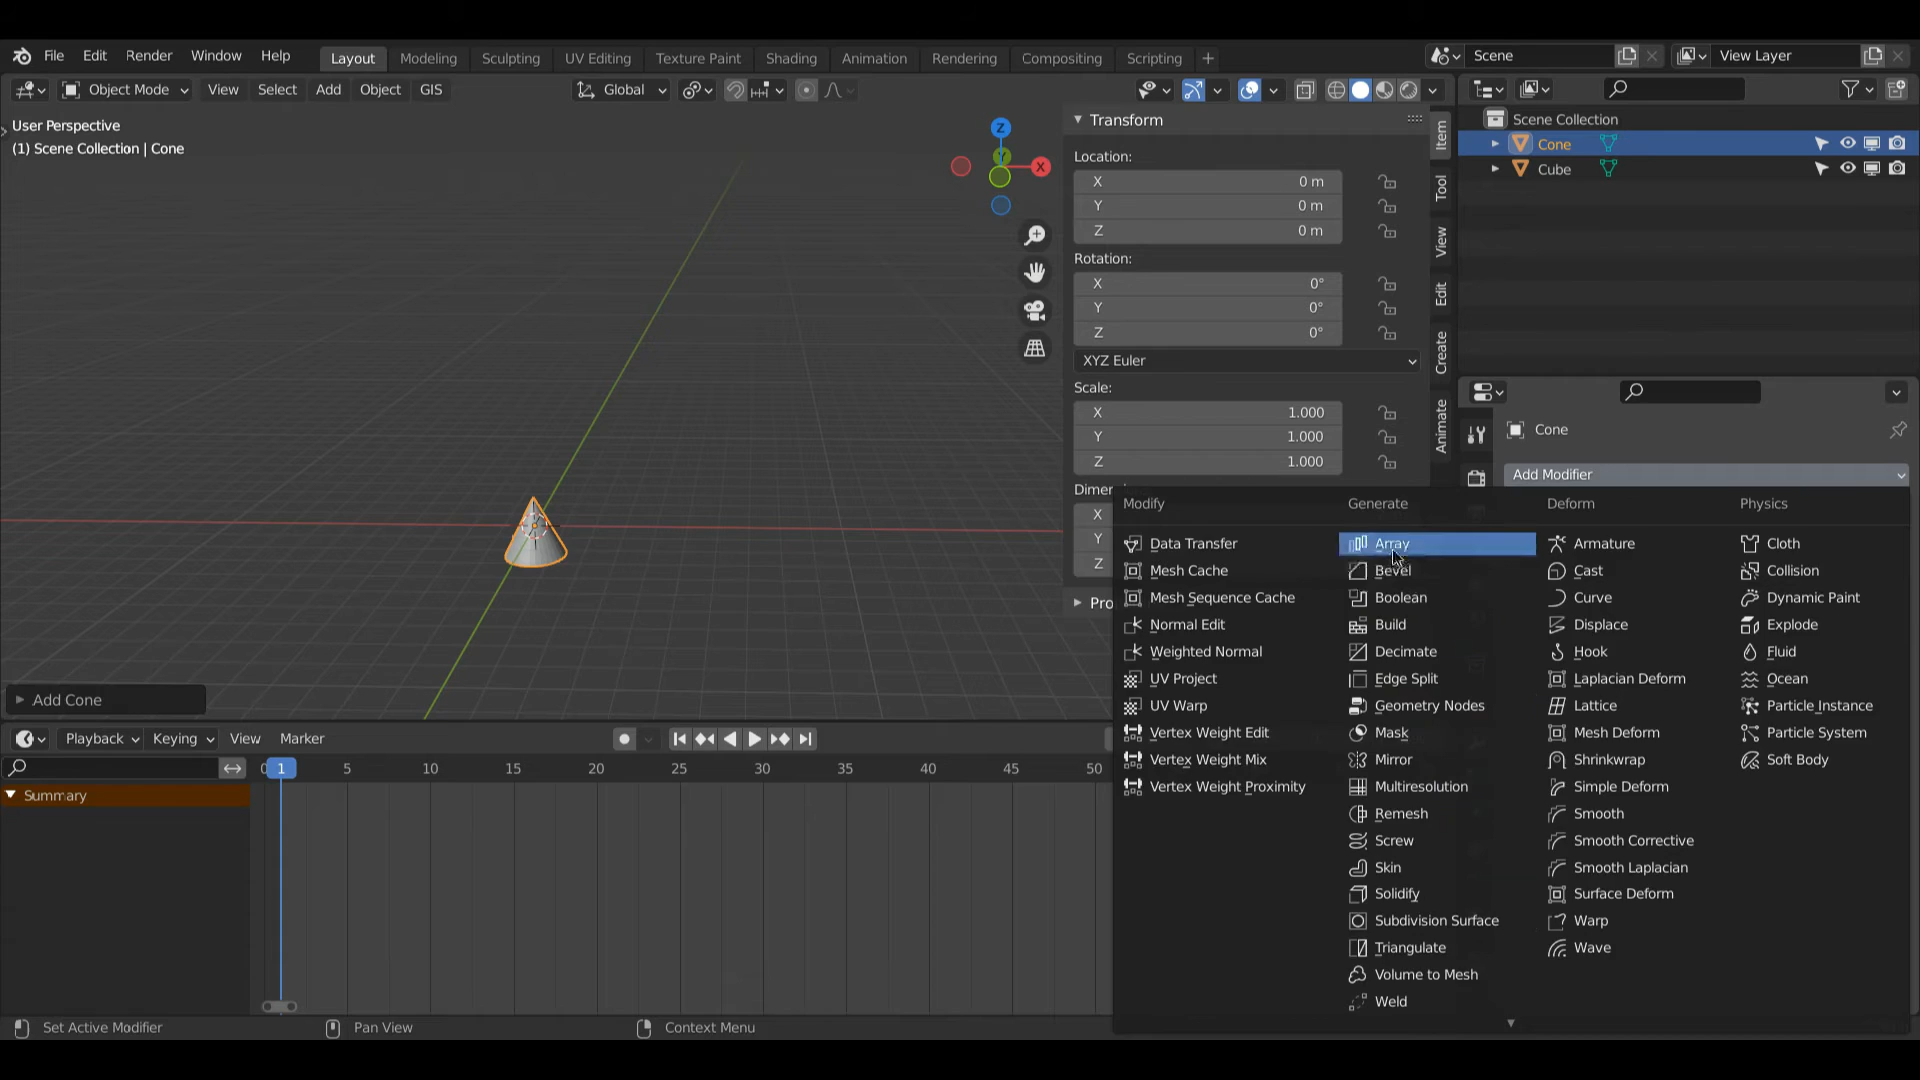 File Edit Render Window Help Layout Modeling Sculpting UV Editing Texture Paint Shading Animation Rendering Compositing Scripting + Scene View Layer
Object Mode View Select Add Object GIS Global
User Perspective
(1) Scene Collection | Cone
Z
Y
X
Transform
Location:
X 0 m
Y 0 m
Z 0 m
Rotation:
X 0°
Y 0°
Z 0°
XYZ Euler
Scale:
X 1.000
Y 1.000
Z 1.000
Dimer
X
Y
Z
Pro
Item
Tool
View
Edit
Create
Animate
Scene Collection
Cone
Cube
Cone
Add Modifier
Modify
Data Transfer
Mesh Cache
Mesh Sequence Cache
Normal Edit
Weighted Normal
UV Project
UV Warp
Vertex Weight Edit
Vertex Weight Mix
Vertex Weight Proximity
Generate
Array
Bevel
Boolean
Build
Decimate
Edge Split
Geometry Nodes
Mask
Mirror
Multiresolution
Remesh
Screw
Skin
Solidify
Subdivision Surface
Triangulate
Volume to Mesh
Weld
Deform
Armature
Cast
Curve
Displace
Hook
Laplacian Deform
Lattice
Mesh Deform
Shrinkwrap
Simple Deform
Smooth
Smooth Corrective
Smooth Laplacian
Surface Deform
Warp
Wave
Physics
Cloth
Collision
Dynamic Paint
Explode
Fluid
Ocean
Particle Instance
Particle System
Soft Body
Add Cone
Playback Keying View Marker
0 1 5 10 15 20 25 30 35 40 45 50
Summary
Set Active Modifier Pan View Context Menu